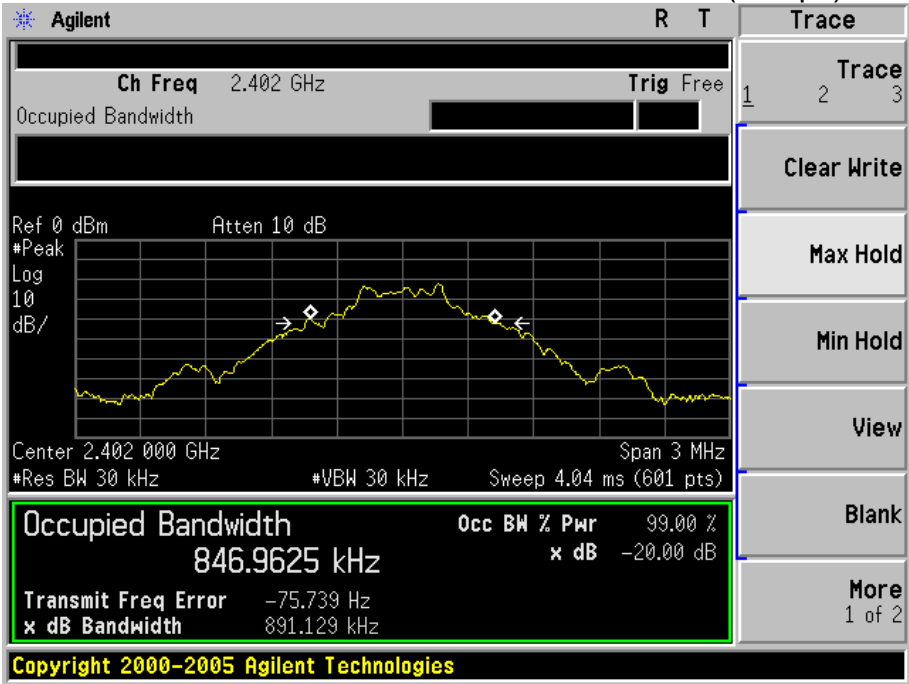 Agilent R T
Ch Freq 2.402 GHz Trig Free
Occupied Bandwidth
Ref 0 dBm Atten 10 dB
#Peak
Log
10
dB/
Center 2.402 000 GHz Span 3 MHz
#Res BW 30 kHz #VBW 30 kHz Sweep 4.04 ms (601 pts)
Occupied Bandwidth Occ BW % Pwr 99.00 %
846.9625 kHz x dB -20.00 dB
Transmit Freq Error -75.739 Hz
x dB Bandwidth 891.129 kHz
Copyright 2000-2005 Agilent Technologies
Trace
Trace
1 2 3
Clear Write
Max Hold
Min Hold
View
Blank
More
1 of 2